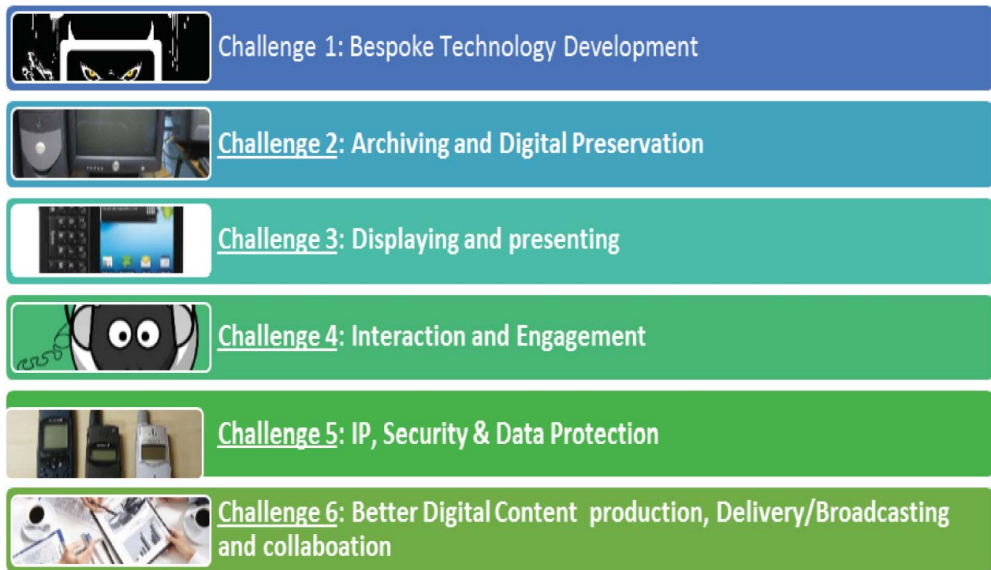 Challenge 1: Bespoke Technology Development
Challenge 2: Archiving and Digital Preservation
Challenge 3: Displaying and presenting
Challenge 4: Interaction and Engagement
Challenge 5: IP, Security & Data Protection
Challenge 6: Better Digital Content production, Delivery/Broadcasting
and collaboation